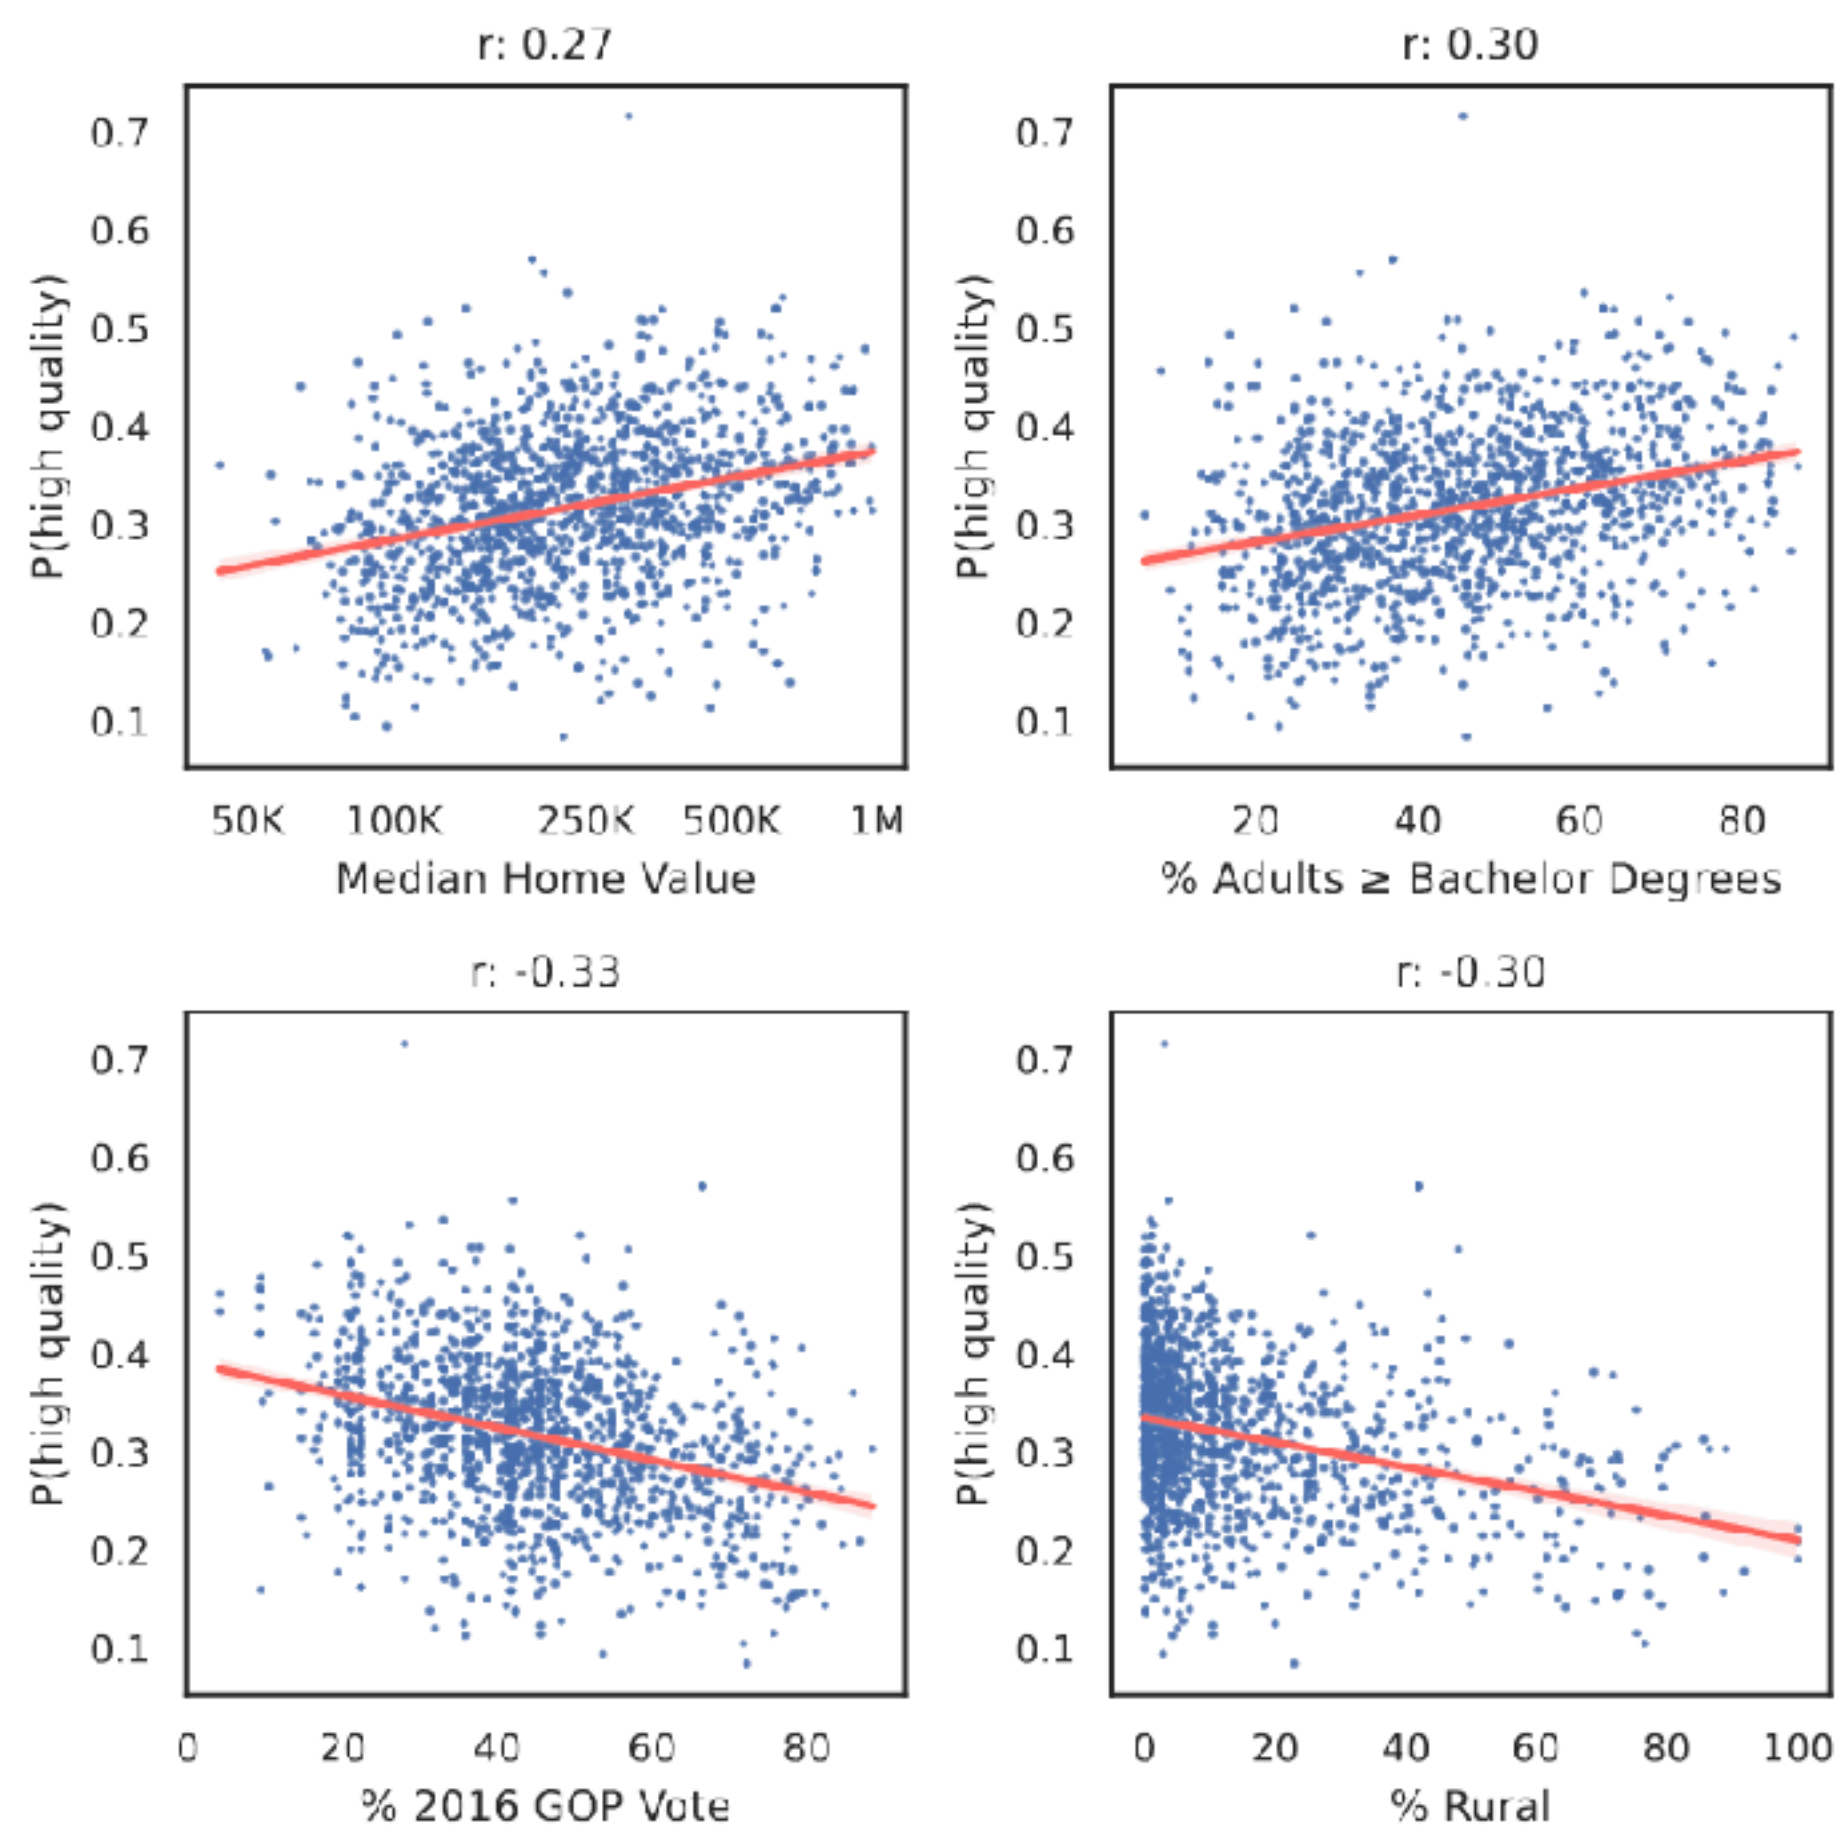 r: 0.27
P(high quality)
0.7
0.6
0.5
0.4
0.3
0.2
0.1
50K 100K 250K 500K 1M
Median Home Value
r: 0.30
P(high quality)
0.7
0.6
0.5
0.4
0.3
0.2
0.1
20 40 60 80
% Adults ≥ Bachelor Degrees
r: -0.33
P(high quality)
0.7
0.6
0.5
0.4
0.3
0.2
0.1
0 20 40 60 80
% 2016 GOP Vote
r: -0.30
P(high quality)
0.7
0.6
0.5
0.4
0.3
0.2
0.1
0 20 40 60 80 100
% Rural